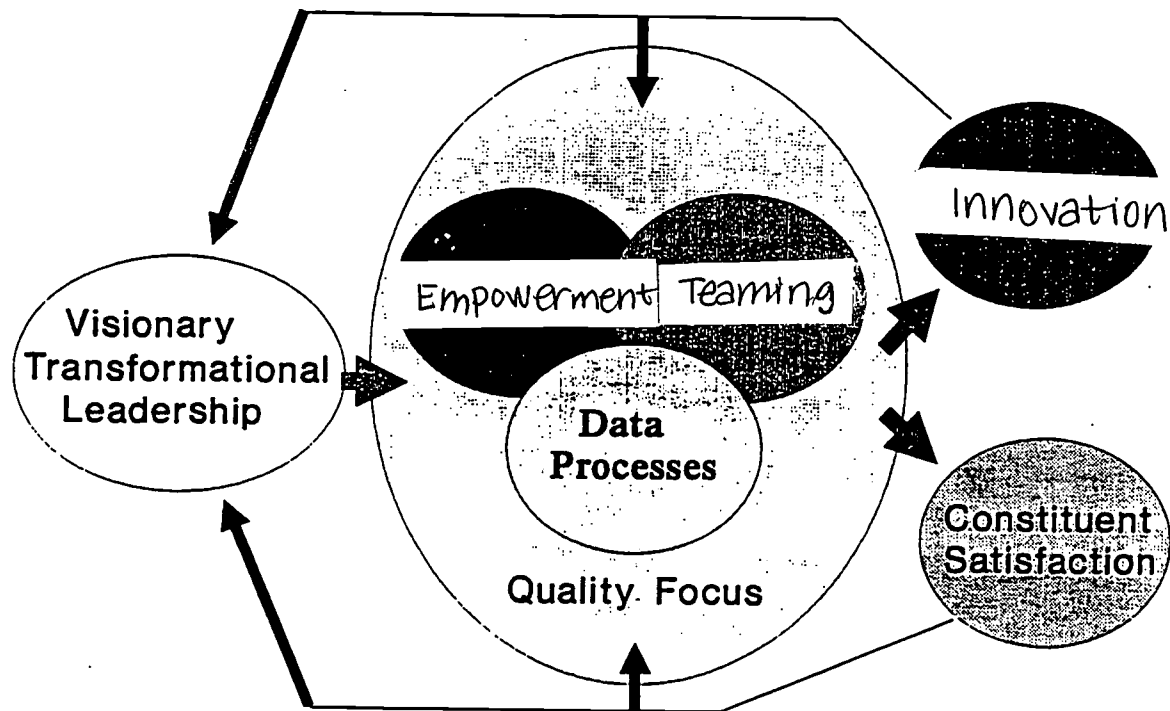 Visionary
Transformational
Leadership
Empowerment
Teaming
Data
Processes
Quality Focus
Innovation
Constituent
Satisfaction